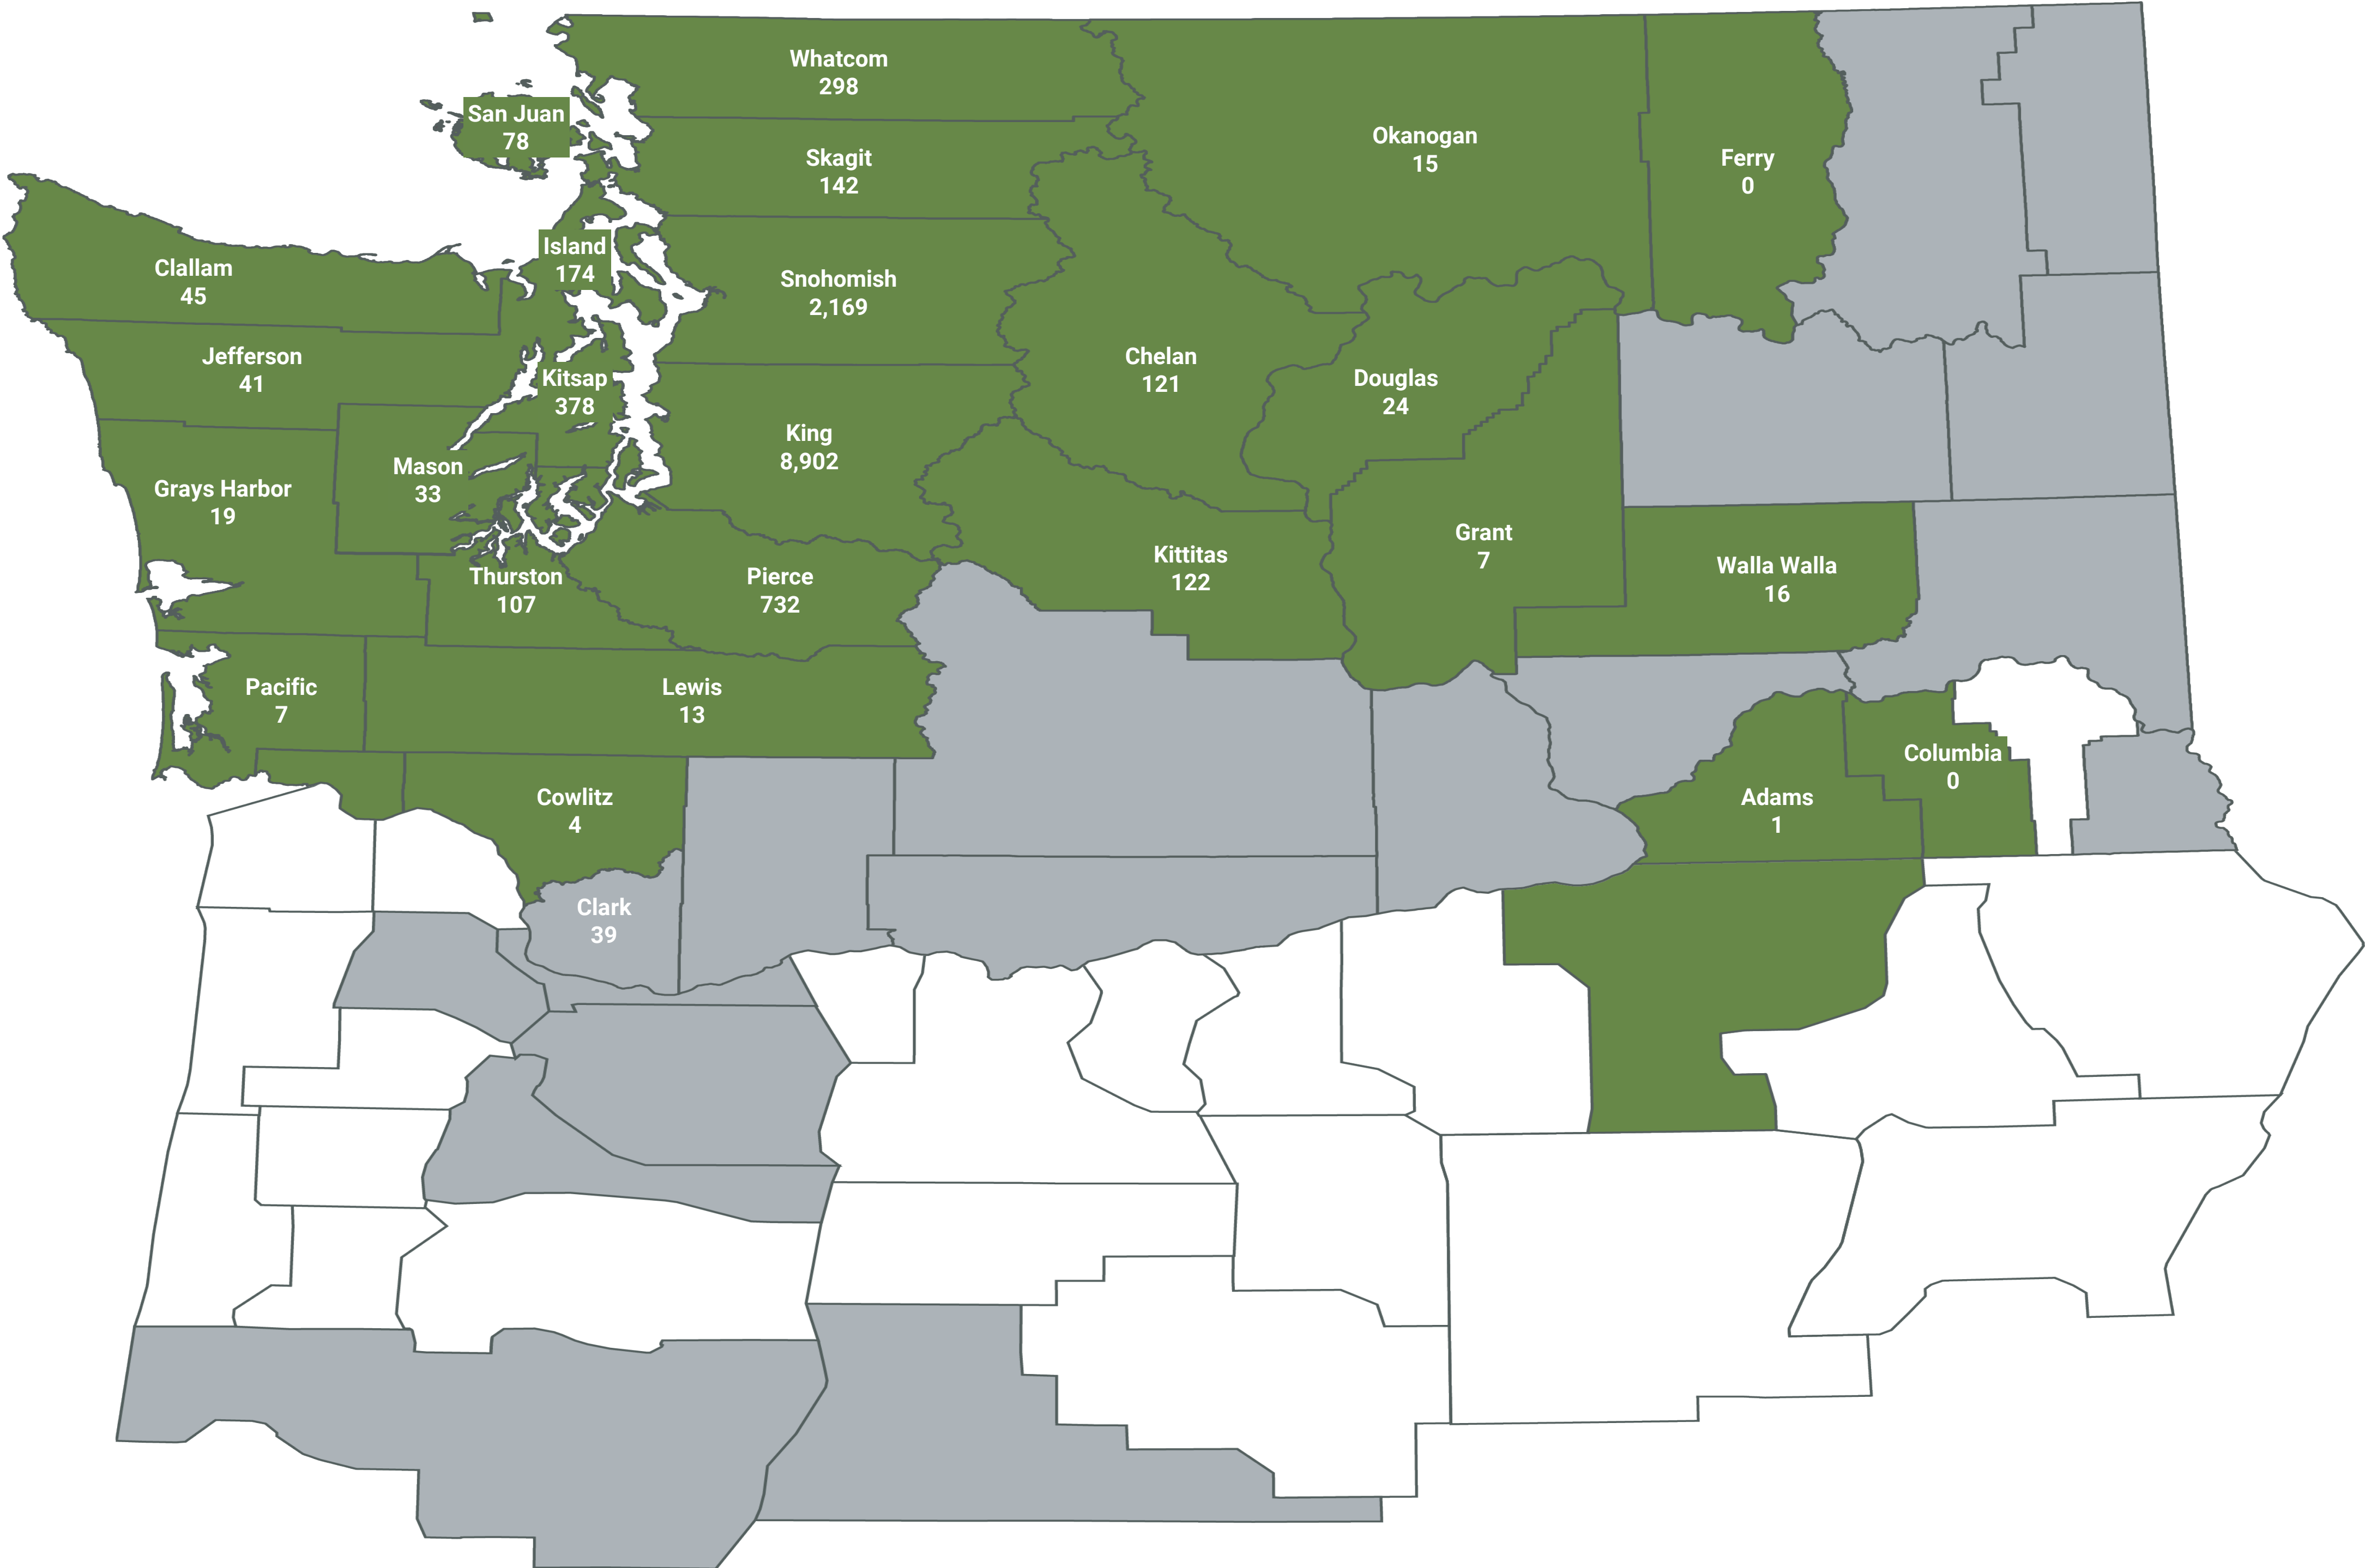 Whatcom
298
San Juan
78
Okanogan
15
Skagit
142
Ferry
0
Island
174
Clallam
45
Snohomish
2,169
Jefferson
41
Chelan
121
Kitsap
378
Douglas
24
King
8,902
Mason
33
Grays Harbor
19
Grant
7
Kittitas
122
Walla Walla
16
Thurston
107
Pierce
732
Pacific
7
Lewis
13
Columbia
0
Cowlitz
4
Adams
1
Clark
39